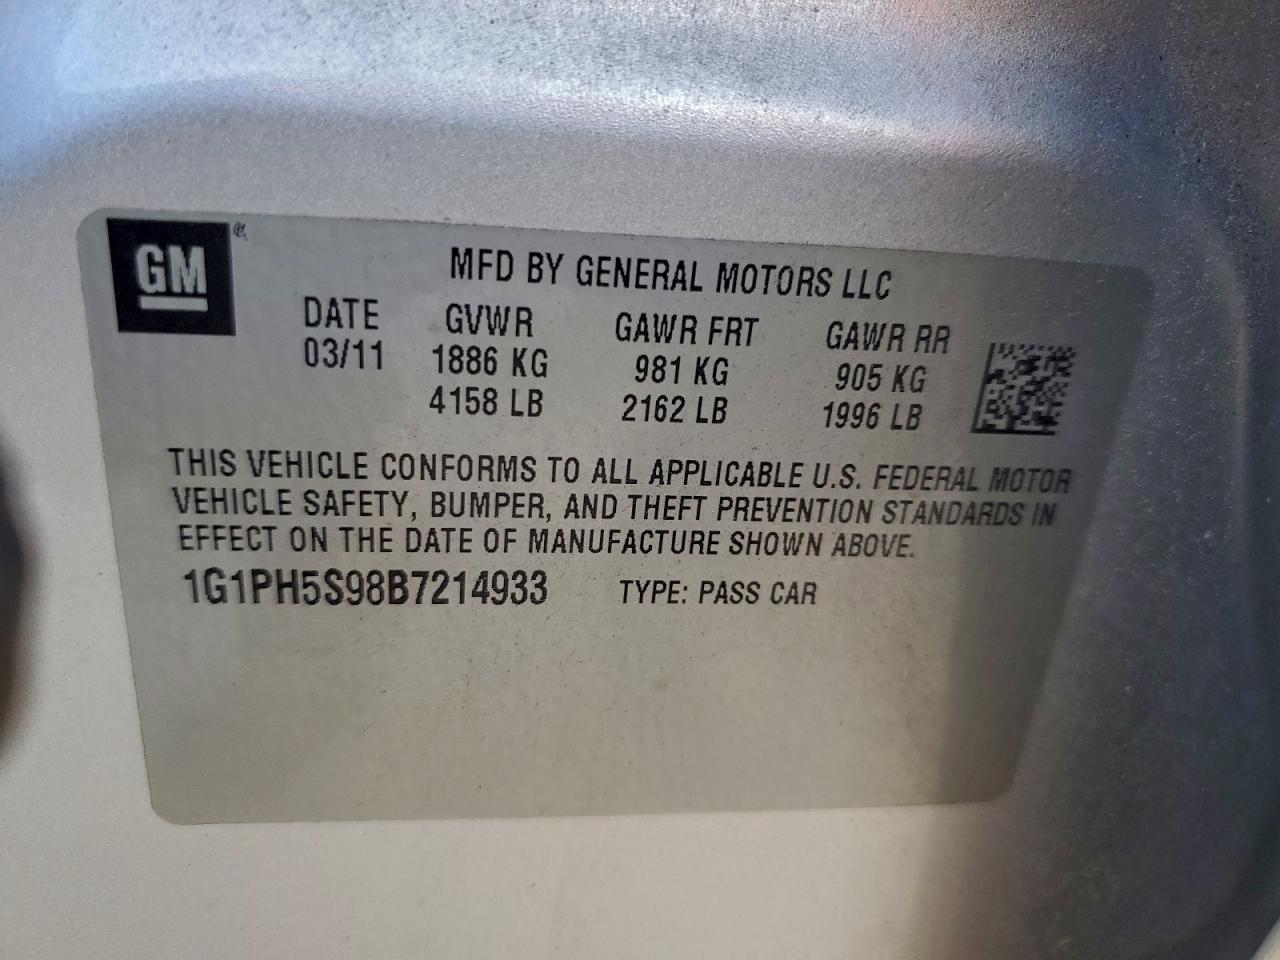 GM®
MFD BY GENERAL MOTORS LLC
DATE GVWR GAWR FRT GAWR RR
03/11 1886 KG 981 KG 905 KG
4158 LB 2162 LB 1996 LB
THIS VEHICLE CONFORMS TO ALL APPLICABLE U.S. FEDERAL MOTOR
VEHICLE SAFETY, BUMPER, AND THEFT PREVENTION STANDARDS IN
EFFECT ON THE DATE OF MANUFACTURE SHOWN ABOVE.
1G1PH5S98B7214933 TYPE: PASS CAR